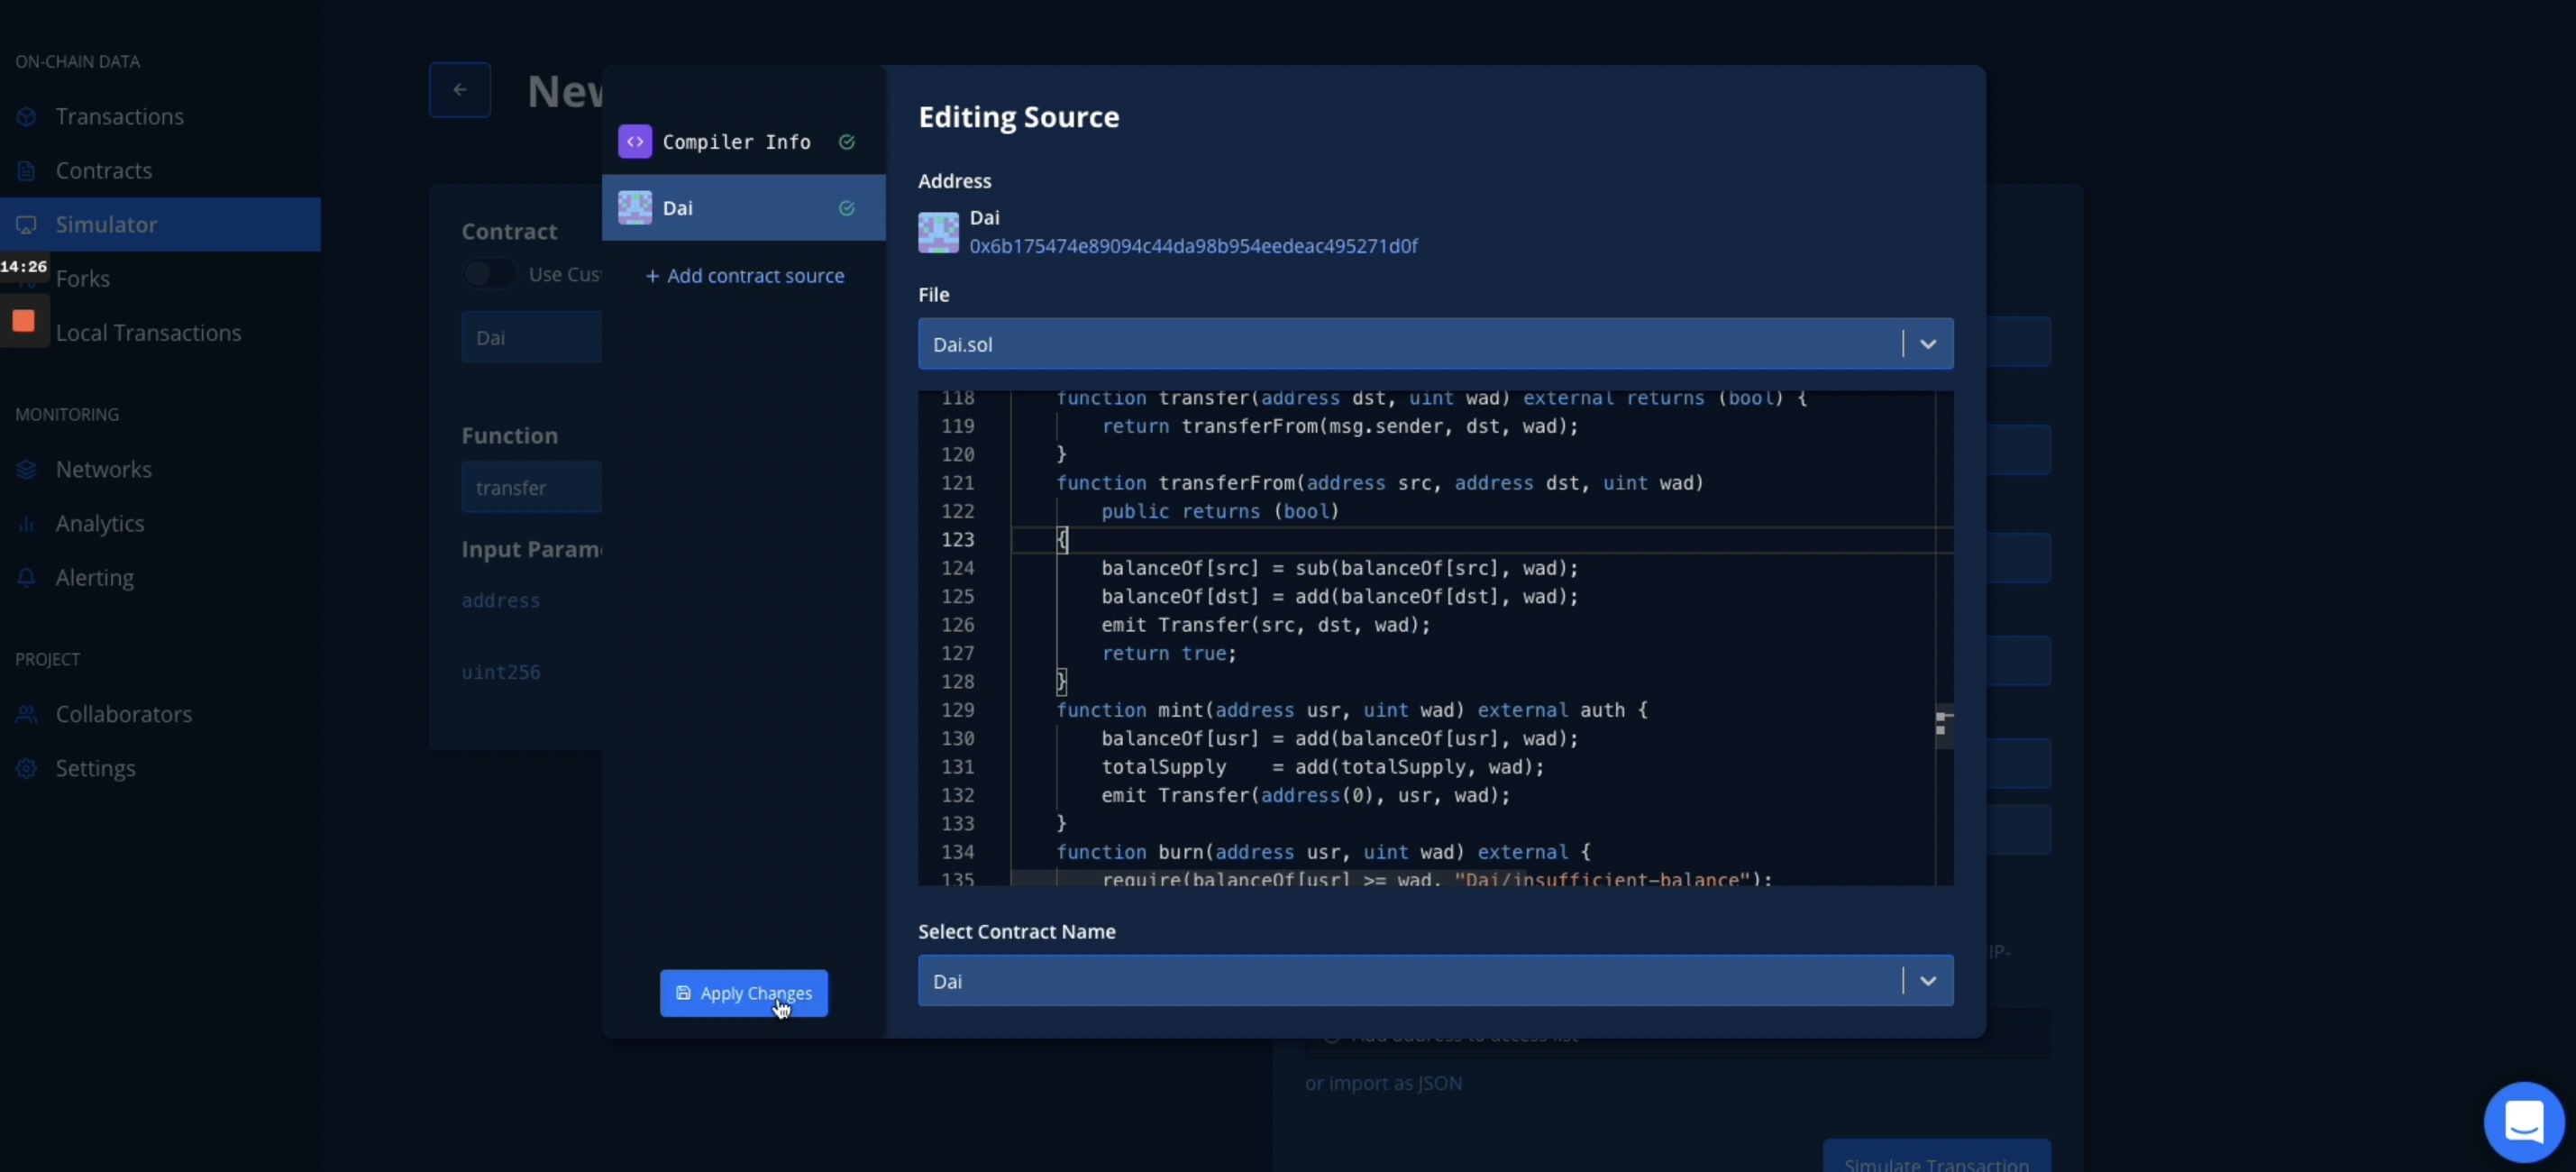 ON-CHAIN DATA
Transactions
Contracts
Simulator
14:26
Forks
Local Transactions
MONITORING
Networks
Analytics
Alerting
PROJECT
Collaborators
Settings
Contract
Dai
Function
transfer
address
uint256
Compiler Info
Dai
+ Add contract source
Apply Changes
Editing Source
Address
Dai
0x6b175474e89094c44da98b954eedeac495271d0f
File
Dai.sol
118 function transfer(address dst, uint wad) external returns (bool) {
119 return transferFrom(msg.sender, dst, wad);
120 }
121 function transferFrom(address src, address dst, uint wad)
122 public returns (bool)
123 {
124 balanceOf[src] = sub(balanceOf[src], wad);
125 balanceOf[dst] = add(balanceOf[dst], wad);
126 emit Transfer(src, dst, wad);
127 return true;
128 }
129 function mint(address usr, uint wad) external auth {
130 balanceOf[usr] = add(balanceOf[usr], wad);
131 totalSupply = add(totalSupply, wad);
132 emit Transfer(address(0), usr, wad);
133 }
134 function burn(address usr, uint wad) external {
135 require(balanceOf[usr] >= wad, "Dai/insufficient-balance");
Select Contract Name
Dai
or import as JSON
Simulate Transaction